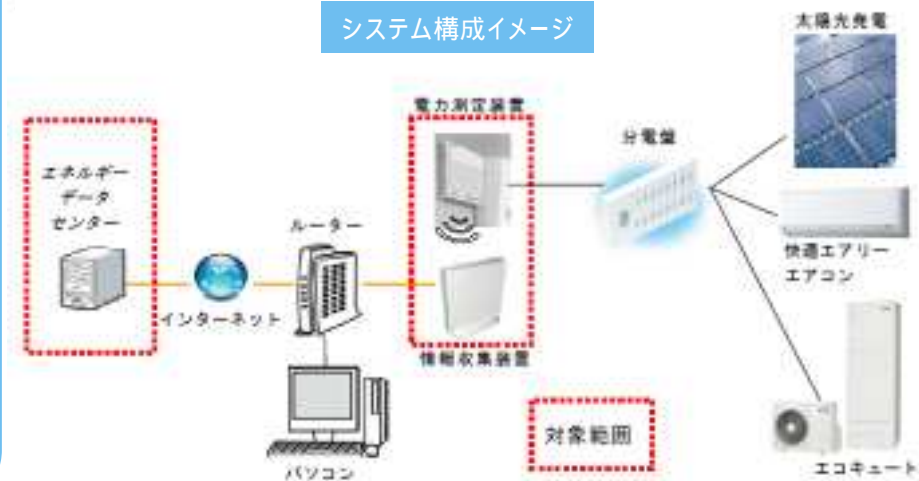 システム構成イメージ
太陽光発電
電力測定装置
分電盤
エネルギー
データ
センター
ルーター
快適エアリー
エアコン
インターネット
情報収集装置
対象範囲
パソコン
エコキュート